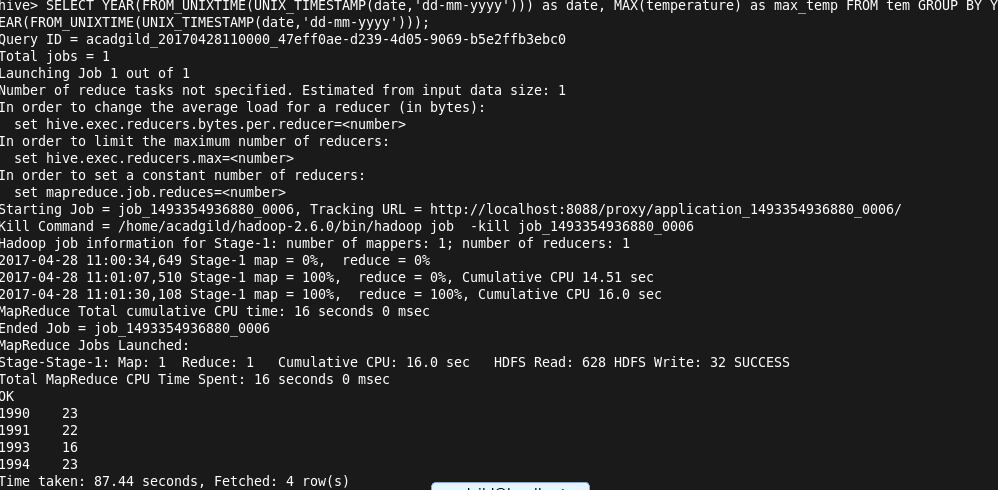 hive> SELECT YEAR(FROM_UNIXTIME(UNIX_TIMESTAMP(date,'dd-mm-yyyy'))) as date, MAX(temperature) as max_temp FROM tem GROUP BY Y
EAR(FROM_UNIXTIME(UNIX_TIMESTAMP(date,'dd-mm-yyyy')));
Query ID = acadgild_20170428110000_47eff0ae-d239-4d05-9069-b5e2ffb3ebc0
Total jobs = 1
Launching Job 1 out of 1
Number of reduce tasks not specified. Estimated from input data size: 1
In order to change the average load for a reducer (in bytes):
  set hive.exec.reducers.bytes.per.reducer=<number>
In order to limit the maximum number of reducers:
  set hive.exec.reducers.max=<number>
In order to set a constant number of reducers:
  set mapreduce.job.reduces=<number>
Starting Job = job_1493354936880_0006, Tracking URL = http://localhost:8088/proxy/application_1493354936880_0006/
Kill Command = /home/acadgild/hadoop-2.6.0/bin/hadoop job  -kill job_1493354936880_0006
Hadoop job information for Stage-1: number of mappers: 1; number of reducers: 1
2017-04-28 11:00:34,649 Stage-1 map = 0%,  reduce = 0%
2017-04-28 11:01:07,510 Stage-1 map = 100%,  reduce = 0%, Cumulative CPU 14.51 sec
2017-04-28 11:01:30,108 Stage-1 map = 100%,  reduce = 100%, Cumulative CPU 16.0 sec
MapReduce Total cumulative CPU time: 16 seconds 0 msec
Ended Job = job_1493354936880_0006
MapReduce Jobs Launched:
Stage-Stage-1: Map: 1  Reduce: 1   Cumulative CPU: 16.0 sec   HDFS Read: 628 HDFS Write: 32 SUCCESS
Total MapReduce CPU Time Spent: 16 seconds 0 msec
OK
1990    23
1991    22
1993    16
1994    23
Time taken: 87.44 seconds, Fetched: 4 row(s)